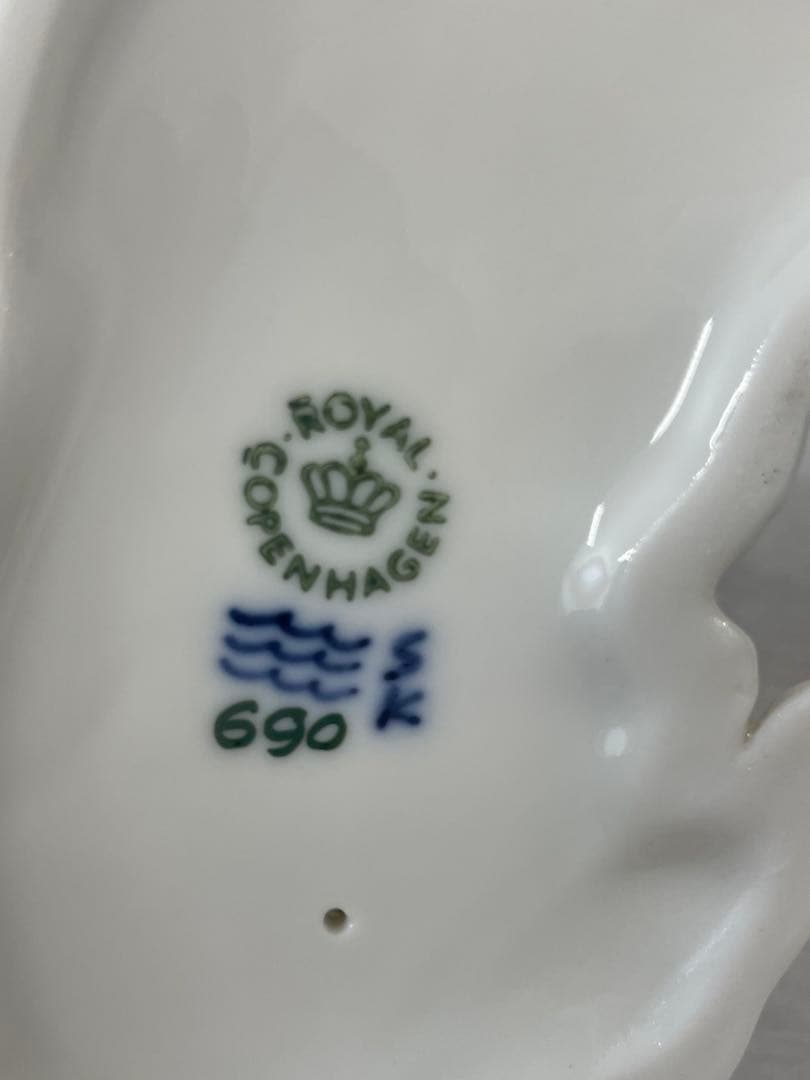 ROYAL
COPENHAGEN
S
K
690